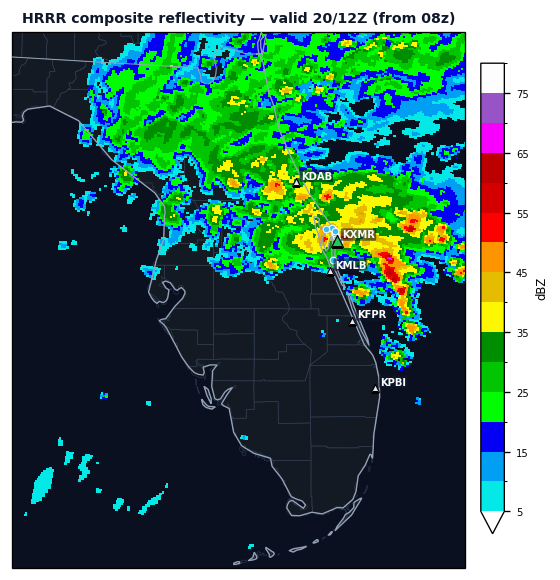 HRRR composite reflectivity — valid 20/12Z (from 08z)
75
65
55
45
35
25
15
5
dBZ
KDAB
KXMR
KMLB
KFPR
KPBI